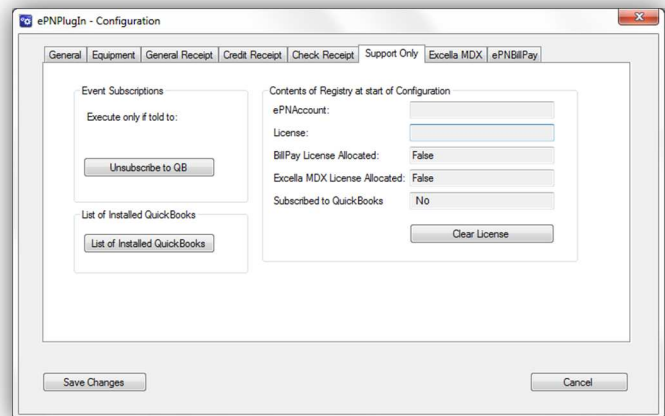 ePNPlugIn - Configuration
General Equipment General Receipt Credit Receipt Check Receipt Support Only Excella MDX ePNBillPay
Event Subscriptions
Execute only if told to:
Unsubscribe to QB
List of Installed QuickBooks
List of Installed QuickBooks
Contents of Registry at start of Configuration
ePNAccount:
License:
BillPay License Allocated: False
Excella MDX License Allocated: False
Subscribed to QuickBooks No
Clear License
Save Changes Cancel